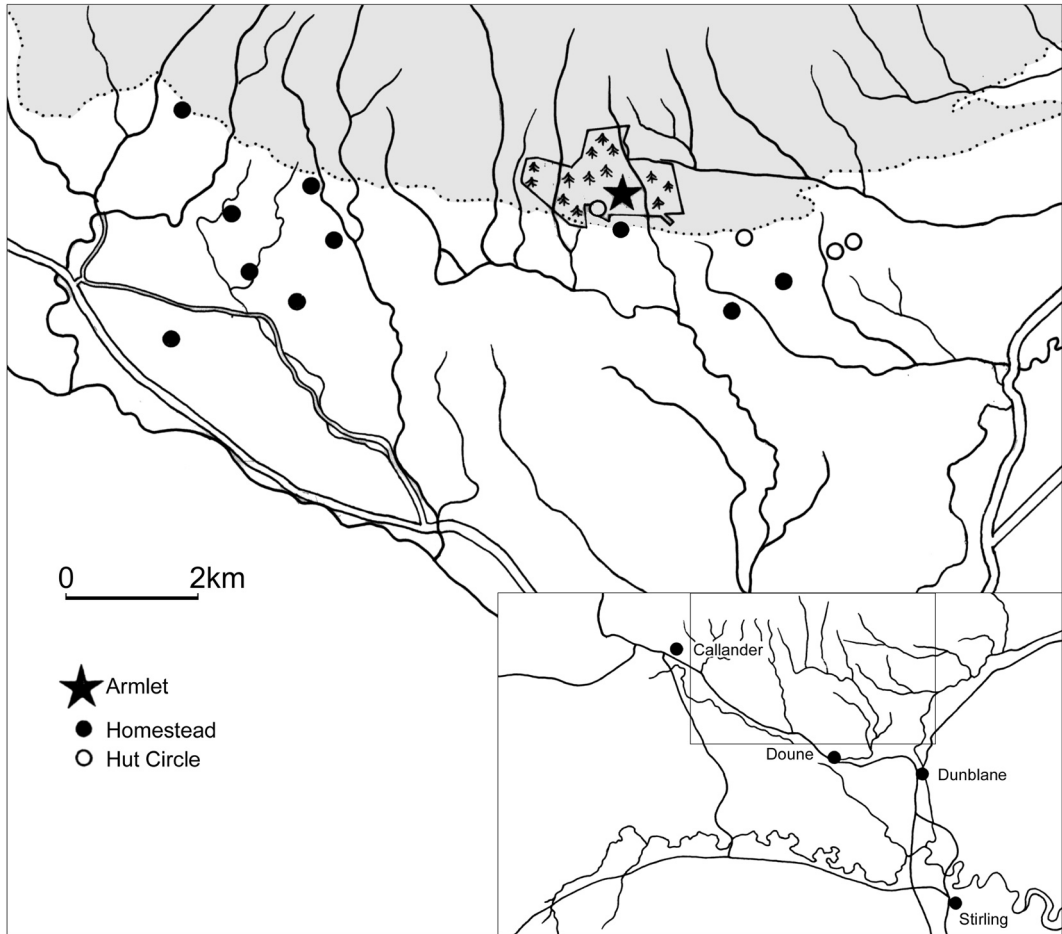 0 2km
Armlet
Homestead
Hut Circle
Callander
Doune
Dunblane
Stirling